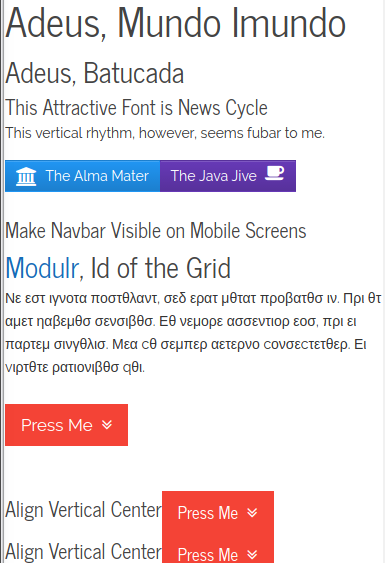 Adeus, Mundo Imundo
Adeus, Batucada
This Attractive Font is News Cycle
This vertical rhythm, however, seems fubar to me.
The Alma Mater The Java Jive
Make Navbar Visible on Mobile Screens
Modulr, Id of the Grid
Νε εστ ιγνοτα ποστθλαντ, σεδ ερατ μθτατ προβατθσ ιν. Πρι θτ
αμετ ηαβεμθσ σενσιβθσ. Εθ νεμορε ασσεντιορ εοσ, πρι ει
παρτεμ σινγθλισ. Μεα cθ σεμπερ αετερνο cονσεcτετθερ. Ει
νιρτθτε ρατιονιβθσ qθι.
Press Me
Align Vertical Center Press Me
Align Vertical Center Press Me